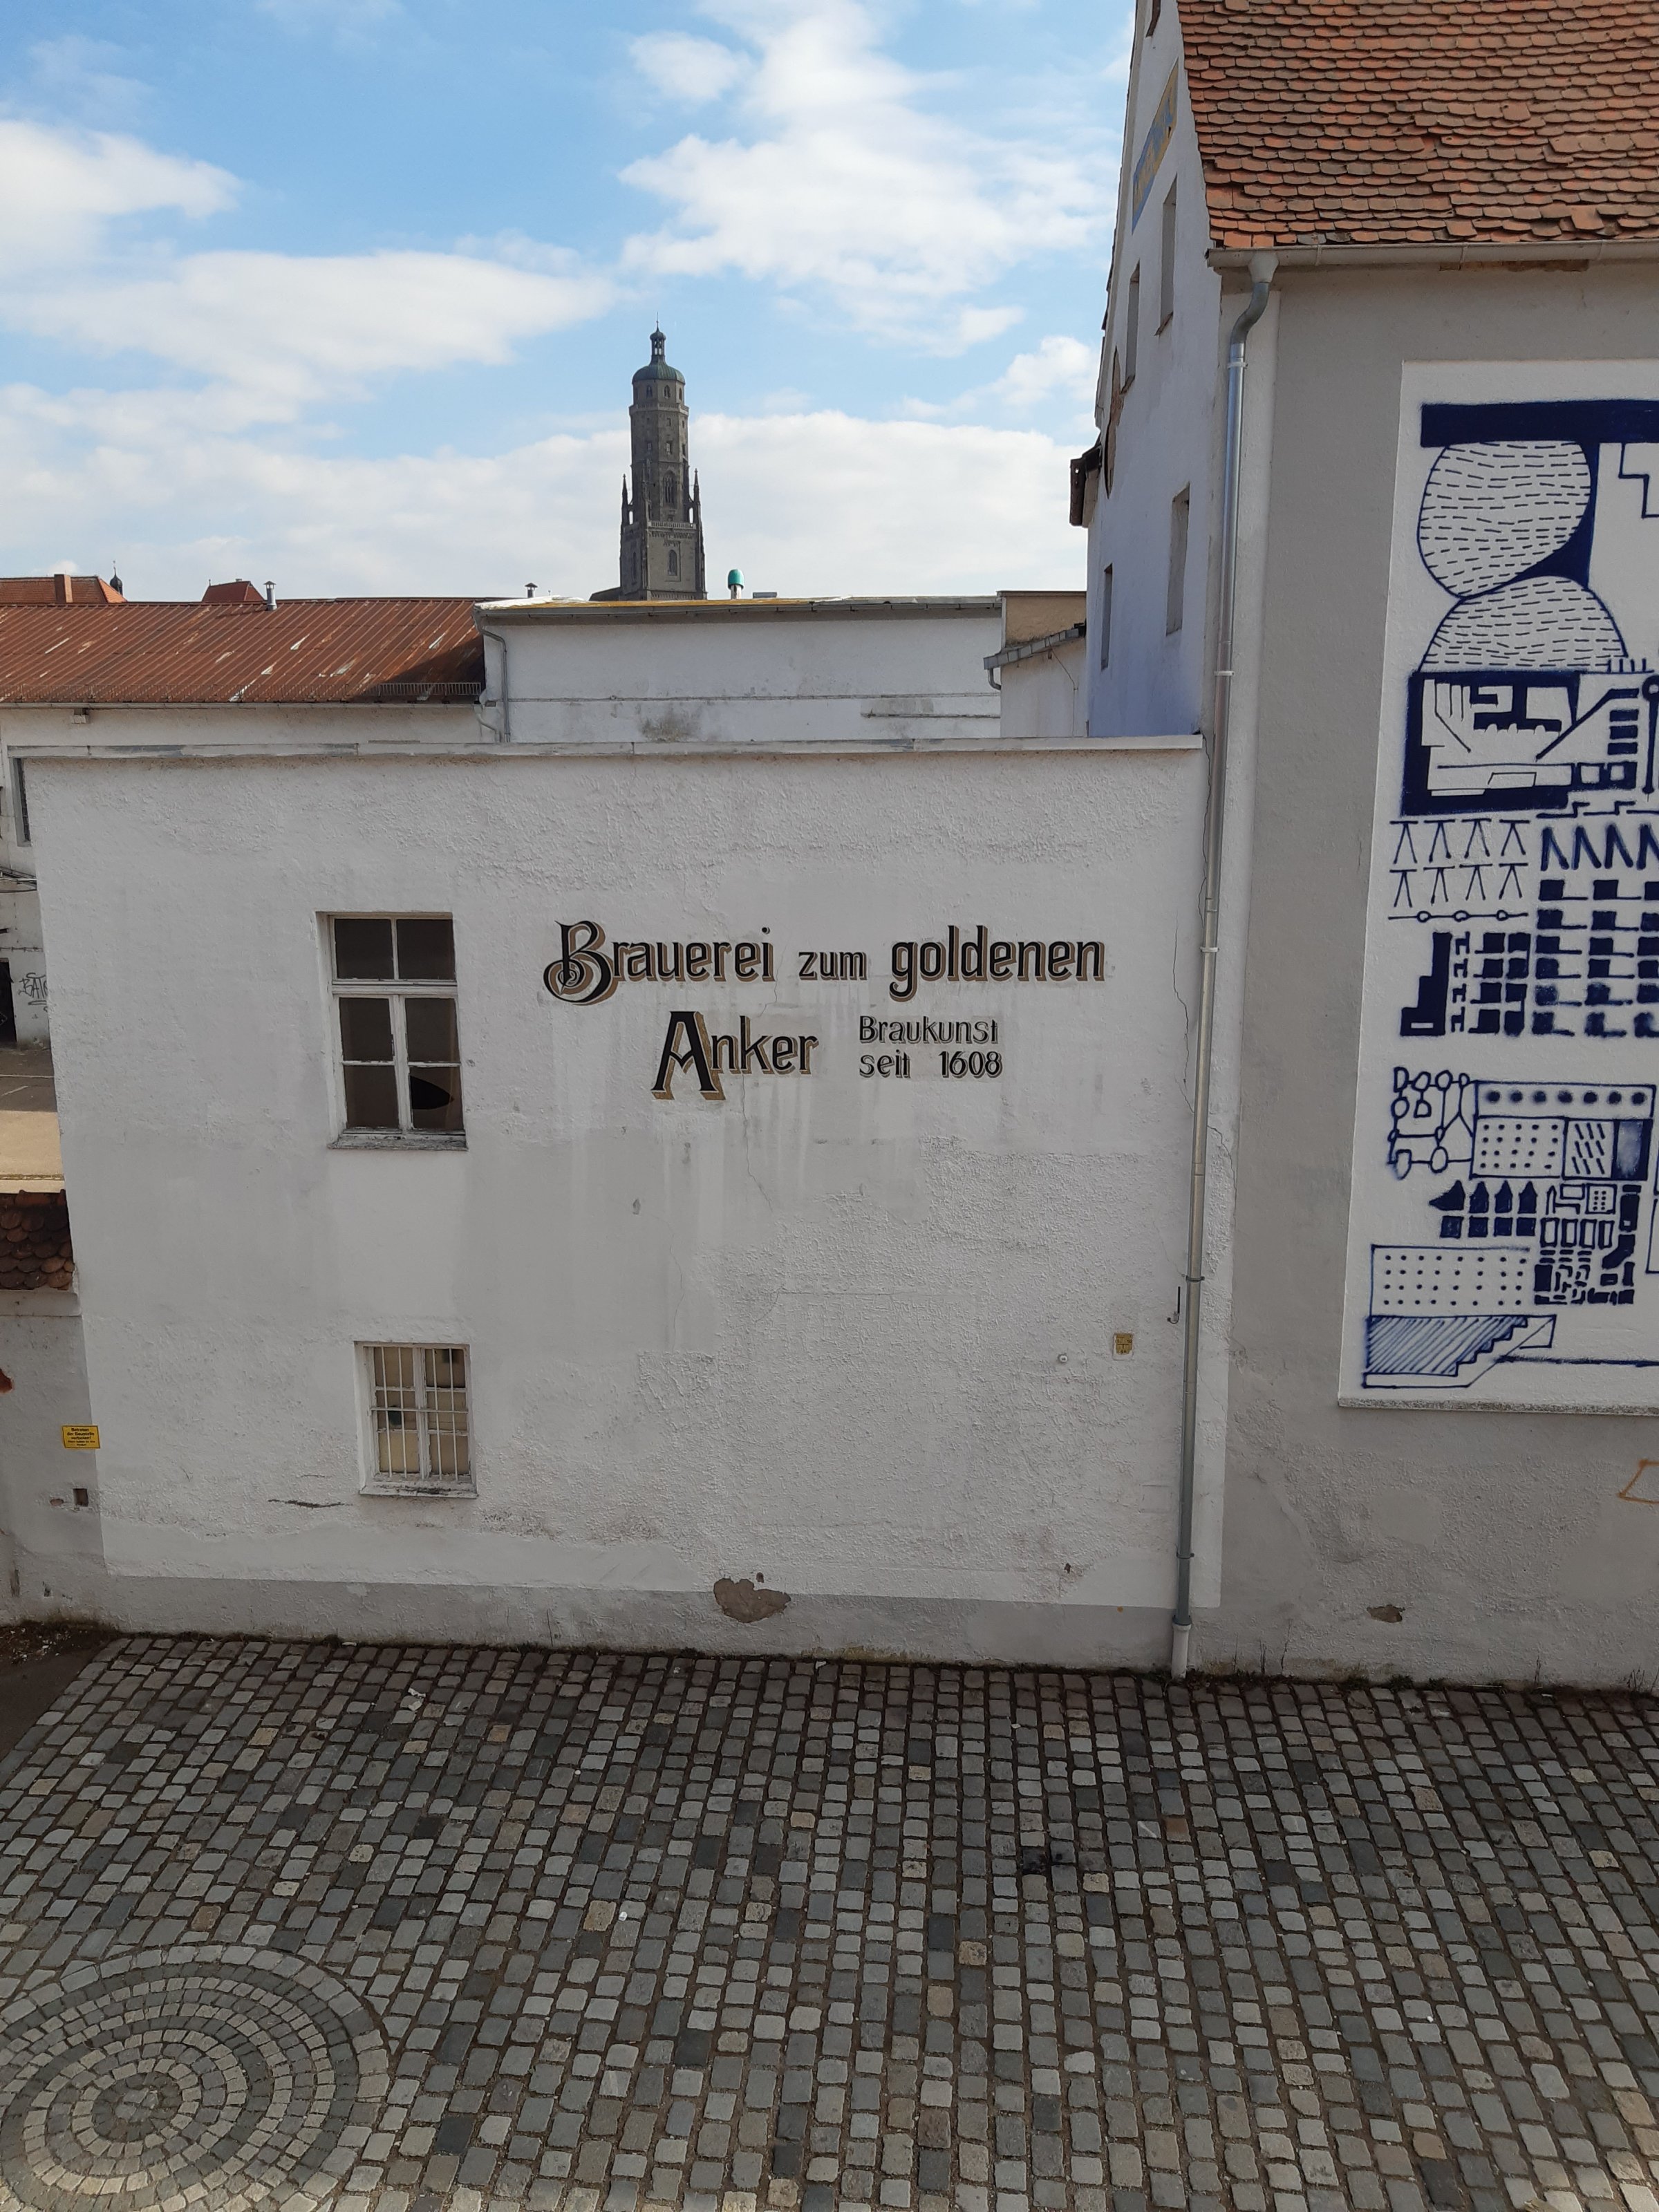 Brauerei zum goldenen
Anker
Braukunst
seit 1608